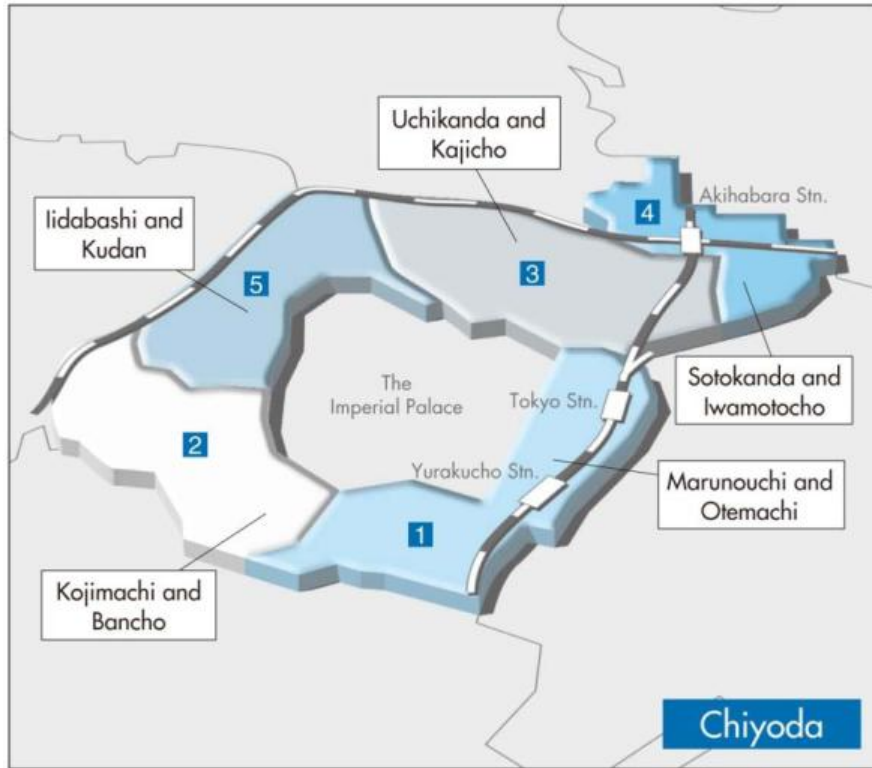 Uchikanda and
Kajicho
Akihabara Stn.
4
Iidabashi and
Kudan
5
3
The
Imperial Palace
Tokyo Stn.
Sotokanda and
Iwamotocho
2
Yurakucho Stn.
Marunouchi and
Otemachi
1
Kojimachi and
Bancho
Chiyoda